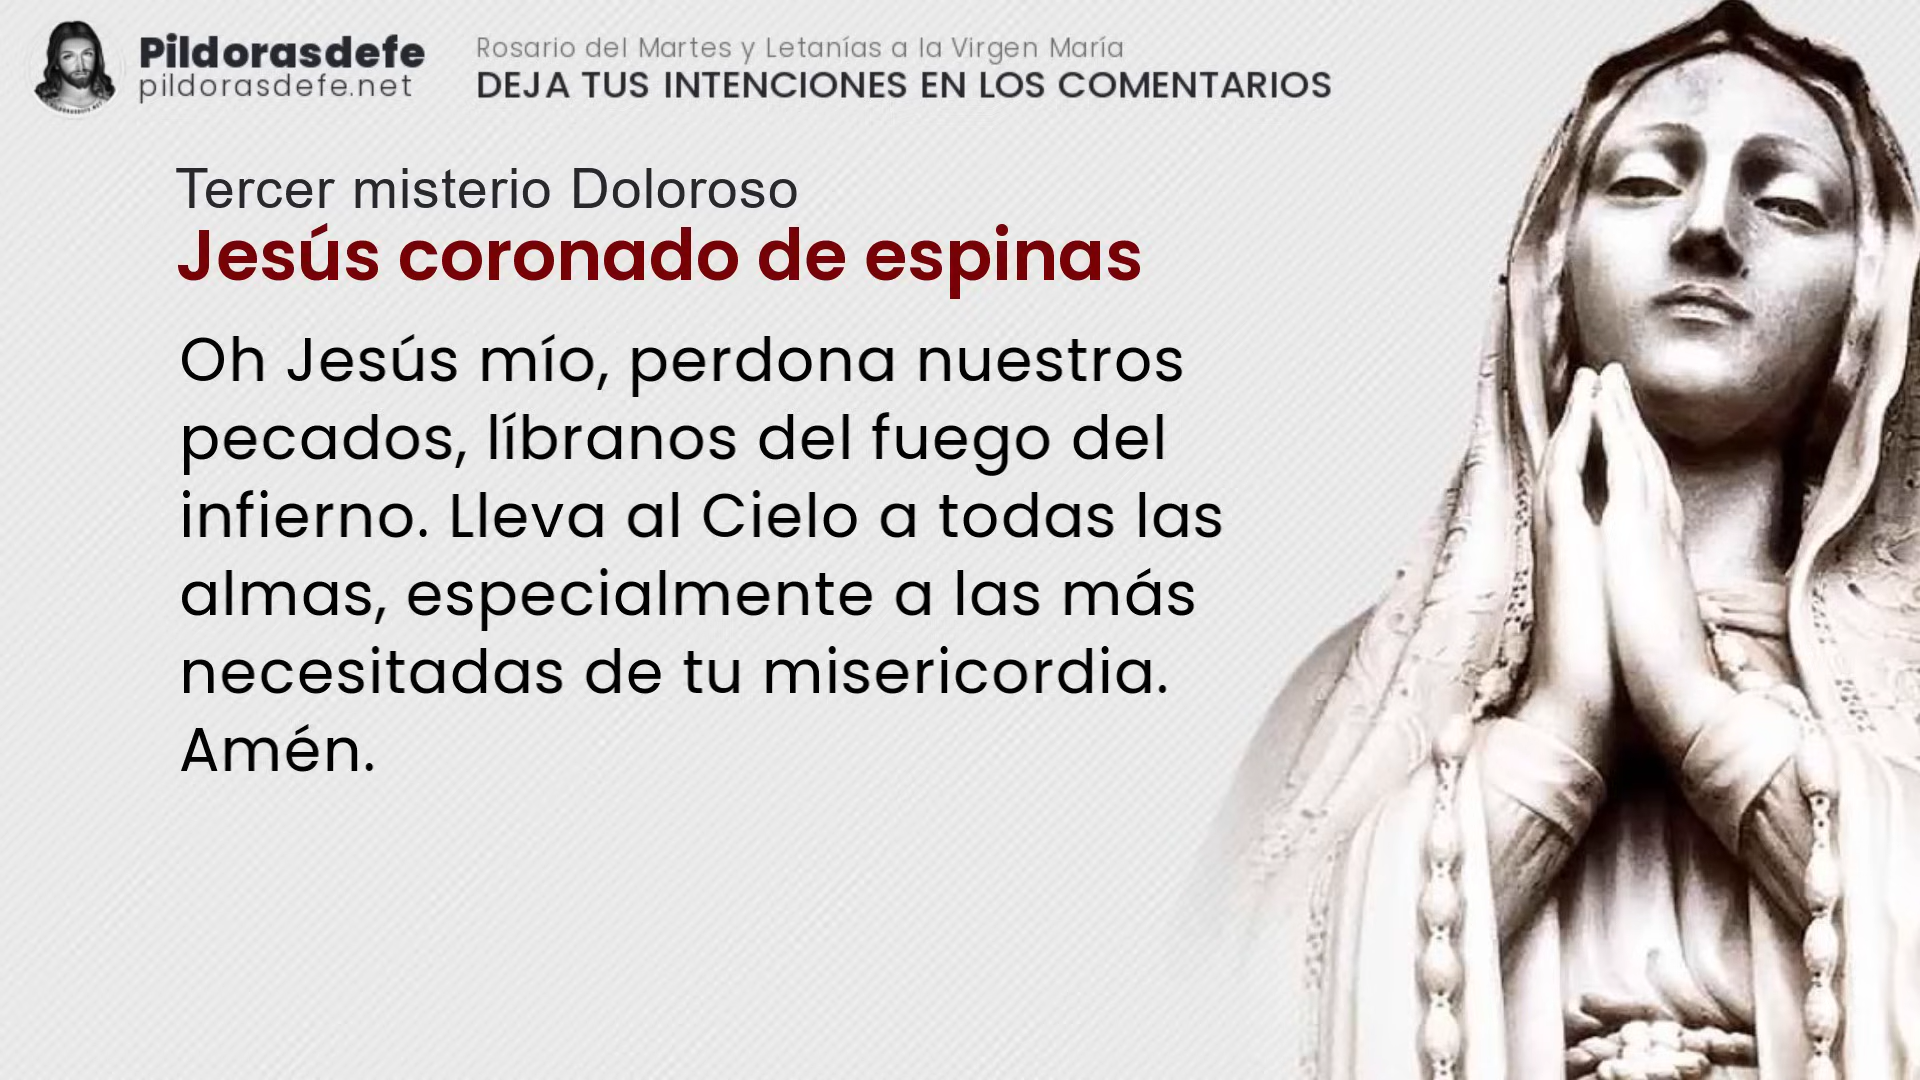 Pildorasdefe
pildorasdefe.net
Rosario del Martes y Letanías a la Virgen María
DEJA TUS INTENCIONES EN LOS COMENTARIOS
Tercer misterio Doloroso
Jesús coronado de espinas
Oh Jesús mío, perdona nuestros
pecados, líbranos del fuego del
infierno. Lleva al Cielo a todas las
almas, especialmente a las más
necesitadas de tu misericordia.
Amén.